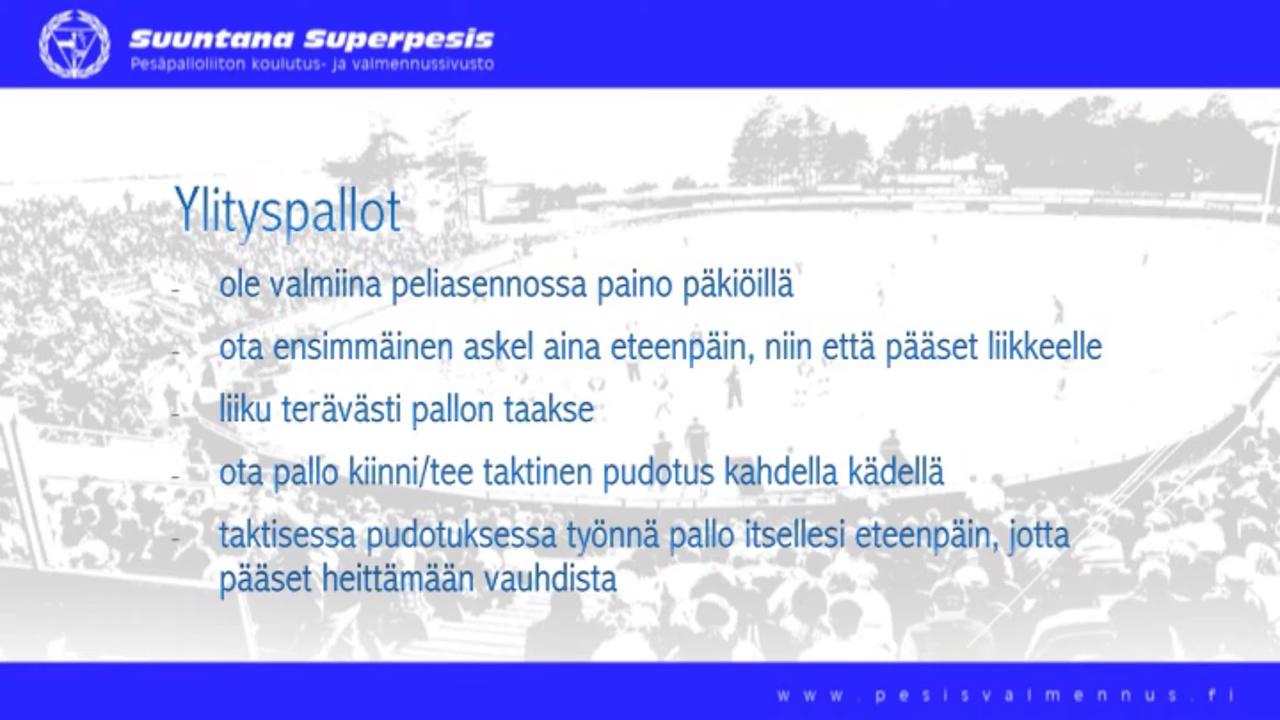 Suuntana Superpesis
Pesäpalloliiton koulutus- ja valmennussivusto
Ylityspallot
- ole valmiina peliasennossa paino päkiöillä
- ota ensimmäinen askel aina eteenpäin, niin että pääset liikkeelle
- liiku terävästi pallon taakse
- ota pallo kiinni/tee taktinen pudotus kahdella kädellä
- taktisessa pudotuksessa työnnä pallo itsellesi eteenpäin, jotta
pääset heittämään vauhdista
www.pesisvalmennus.fi